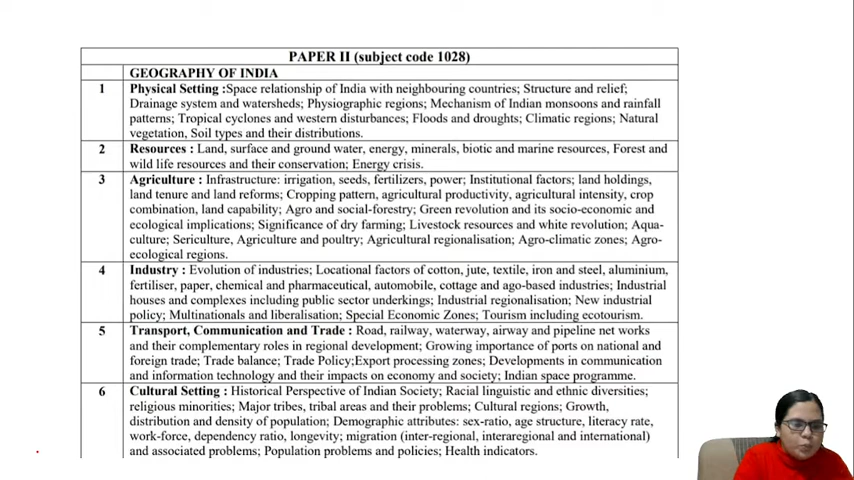 PAPER II (subject code 1028)
GEOGRAPHY OF INDIA
1 Physical Setting :Space relationship of India with neighbouring countries; Structure and relief;
Drainage system and watersheds; Physiographic regions; Mechanism of Indian monsoons and rainfall
patterns; Tropical cyclones and western disturbances; Floods and droughts; Climatic regions; Natural
vegetation, Soil types and their distributions.
2 Resources : Land, surface and ground water, energy, minerals, biotic and marine resources, Forest and
wild life resources and their conservation; Energy crisis.
3 Agriculture : Infrastructure: irrigation, seeds, fertilizers, power; Institutional factors; land holdings,
land tenure and land reforms; Cropping pattern, agricultural productivity, agricultural intensity, crop
combination, land capability; Agro and social-forestry; Green revolution and its socio-economic and
ecological implications; Significance of dry farming; Livestock resources and white revolution; Aqua-
culture; Sericulture, Agriculture and poultry; Agricultural regionalisation; Agro-climatic zones; Agro-
ecological regions.
4 Industry : Evolution of industries; Locational factors of cotton, jute, textile, iron and steel, aluminium,
fertiliser, paper, chemical and pharmaceutical, automobile, cottage and ago-based industries; Industrial
houses and complexes including public sector underkings; Industrial regionalisation; New industrial
policy; Multinationals and liberalisation; Special Economic Zones; Tourism including ecotourism.
5 Transport, Communication and Trade : Road, railway, waterway, airway and pipeline net works
and their complementary roles in regional development; Growing importance of ports on national and
foreign trade; Trade balance; Trade Policy;Export processing zones; Developments in communication
and information technology and their impacts on economy and society; Indian space programme.
6 Cultural Setting : Historical Perspective of Indian Society; Racial linguistic and ethnic diversities;
religious minorities; Major tribes, tribal areas and their problems; Cultural regions; Growth,
distribution and density of population; Demographic attributes: sex-ratio, age structure, literacy rate,
work-force, dependency ratio, longevity; migration (inter-regional, interaregional and international)
and associated problems; Population problems and policies; Health indicators.